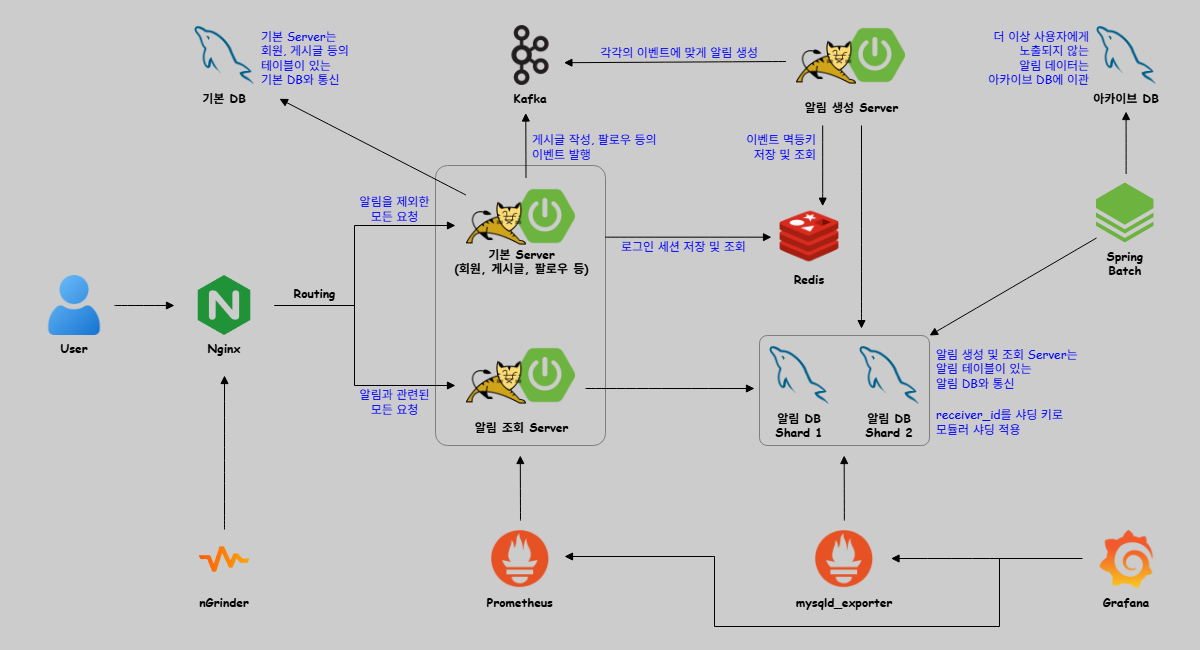 기본 Server는
회원, 게시글 등의
테이블이 있는
기본 DB와 통신
기본 DB
Kafka
각각의 이벤트에 맞게 알림 생성
알림 생성 Server
더 이상 사용자에게
노출되지 않는
알림 데이터는
아카이브 DB에 이관
아카이브 DB
게시글 작성, 팔로우 등의
이벤트 발행
이벤트 멱등키
저장 및 조회
알림을 제외한
모든 요청
기본 Server
(회원, 게시글, 팔로우 등)
로그인 세션 저장 및 조회
Redis
Spring
Batch
User
Nginx
Routing
알림과 관련된
모든 요청
알림 조회 Server
알림 DB
Shard 1
알림 DB
Shard 2
알림 생성 및 조회 Server는
알림 테이블이 있는
알림 DB와 통신
receiver_id를 샤딩 키로
모듈러 샤딩 적용
nGrinder
Prometheus
mysqld_exporter
Grafana